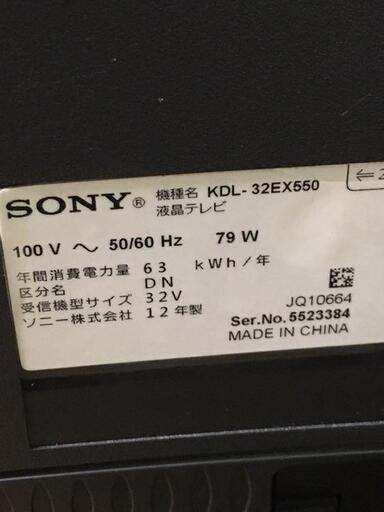 SONY® 機種名 KDL-32EX550
液晶テレビ
100 V ～ 50/60 Hz 79 W
年間消費電力量 63 kWh/年
区分名 DN
受信機型サイズ 32V
ソニー株式会社 12年製
JQ10664
Ser.No.5523384
MADE IN CHINA